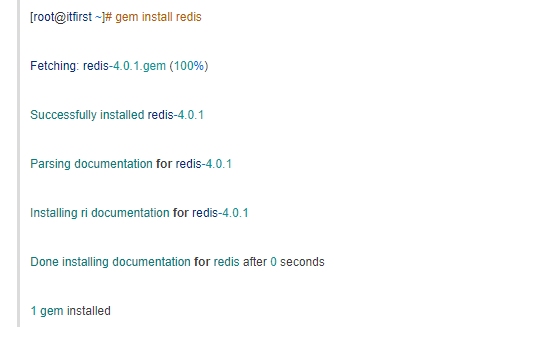 [root@itfirst ~]# gem install redis
Fetching: redis-4.0.1.gem (100%)
Successfully installed redis-4.0.1
Parsing documentation for redis-4.0.1
Installing ri documentation for redis-4.0.1
Done installing documentation for redis after 0 seconds
1 gem installed